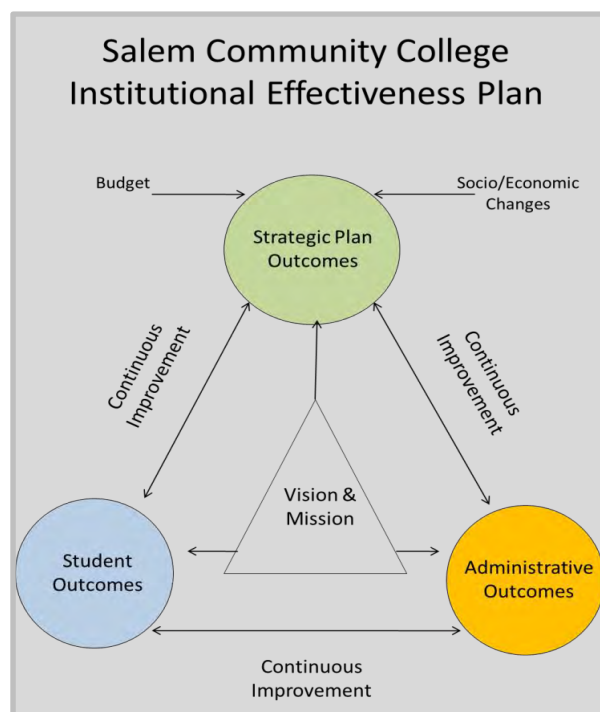 Salem Community College
Institutional Effectiveness Plan
Budget
Socio/Economic
Changes
Strategic Plan
Outcomes
Continuous
Improvement
Continuous
Improvement
Vision &
Mission
Student
Outcomes
Administrative
Outcomes
Continuous
Improvement